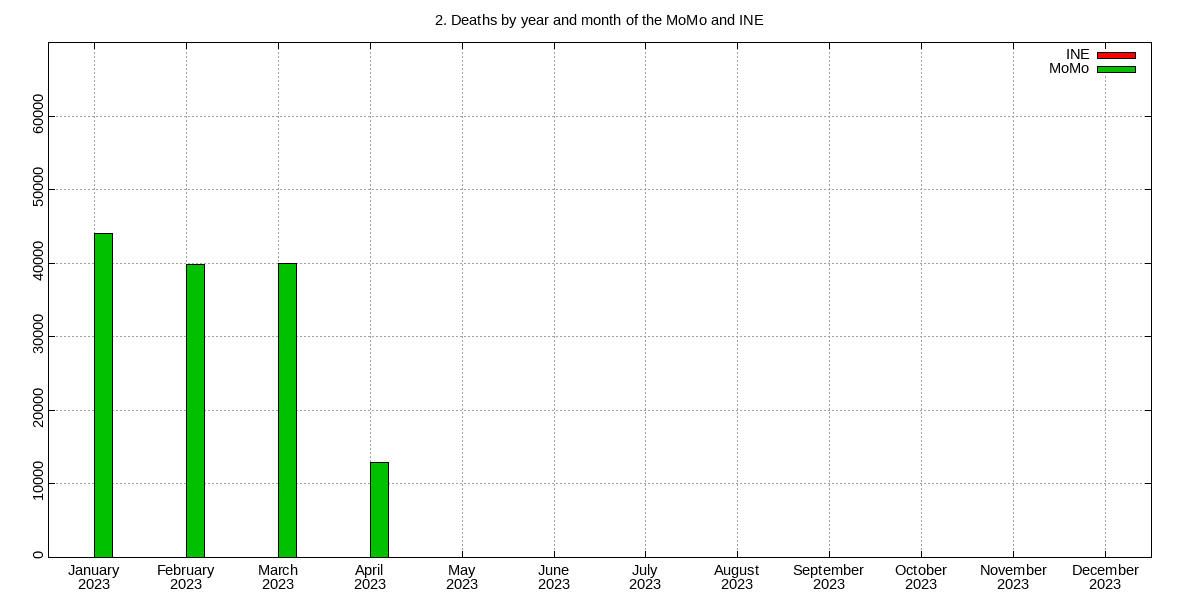 2. Deaths by year and month of the MoMo and INE
INE
MoMo
60000
50000
40000
30000
20000
10000
0
January February March April May June July August September October November December
2023 2023 2023 2023 2023 2023 2023 2023 2023 2023 2023 2023